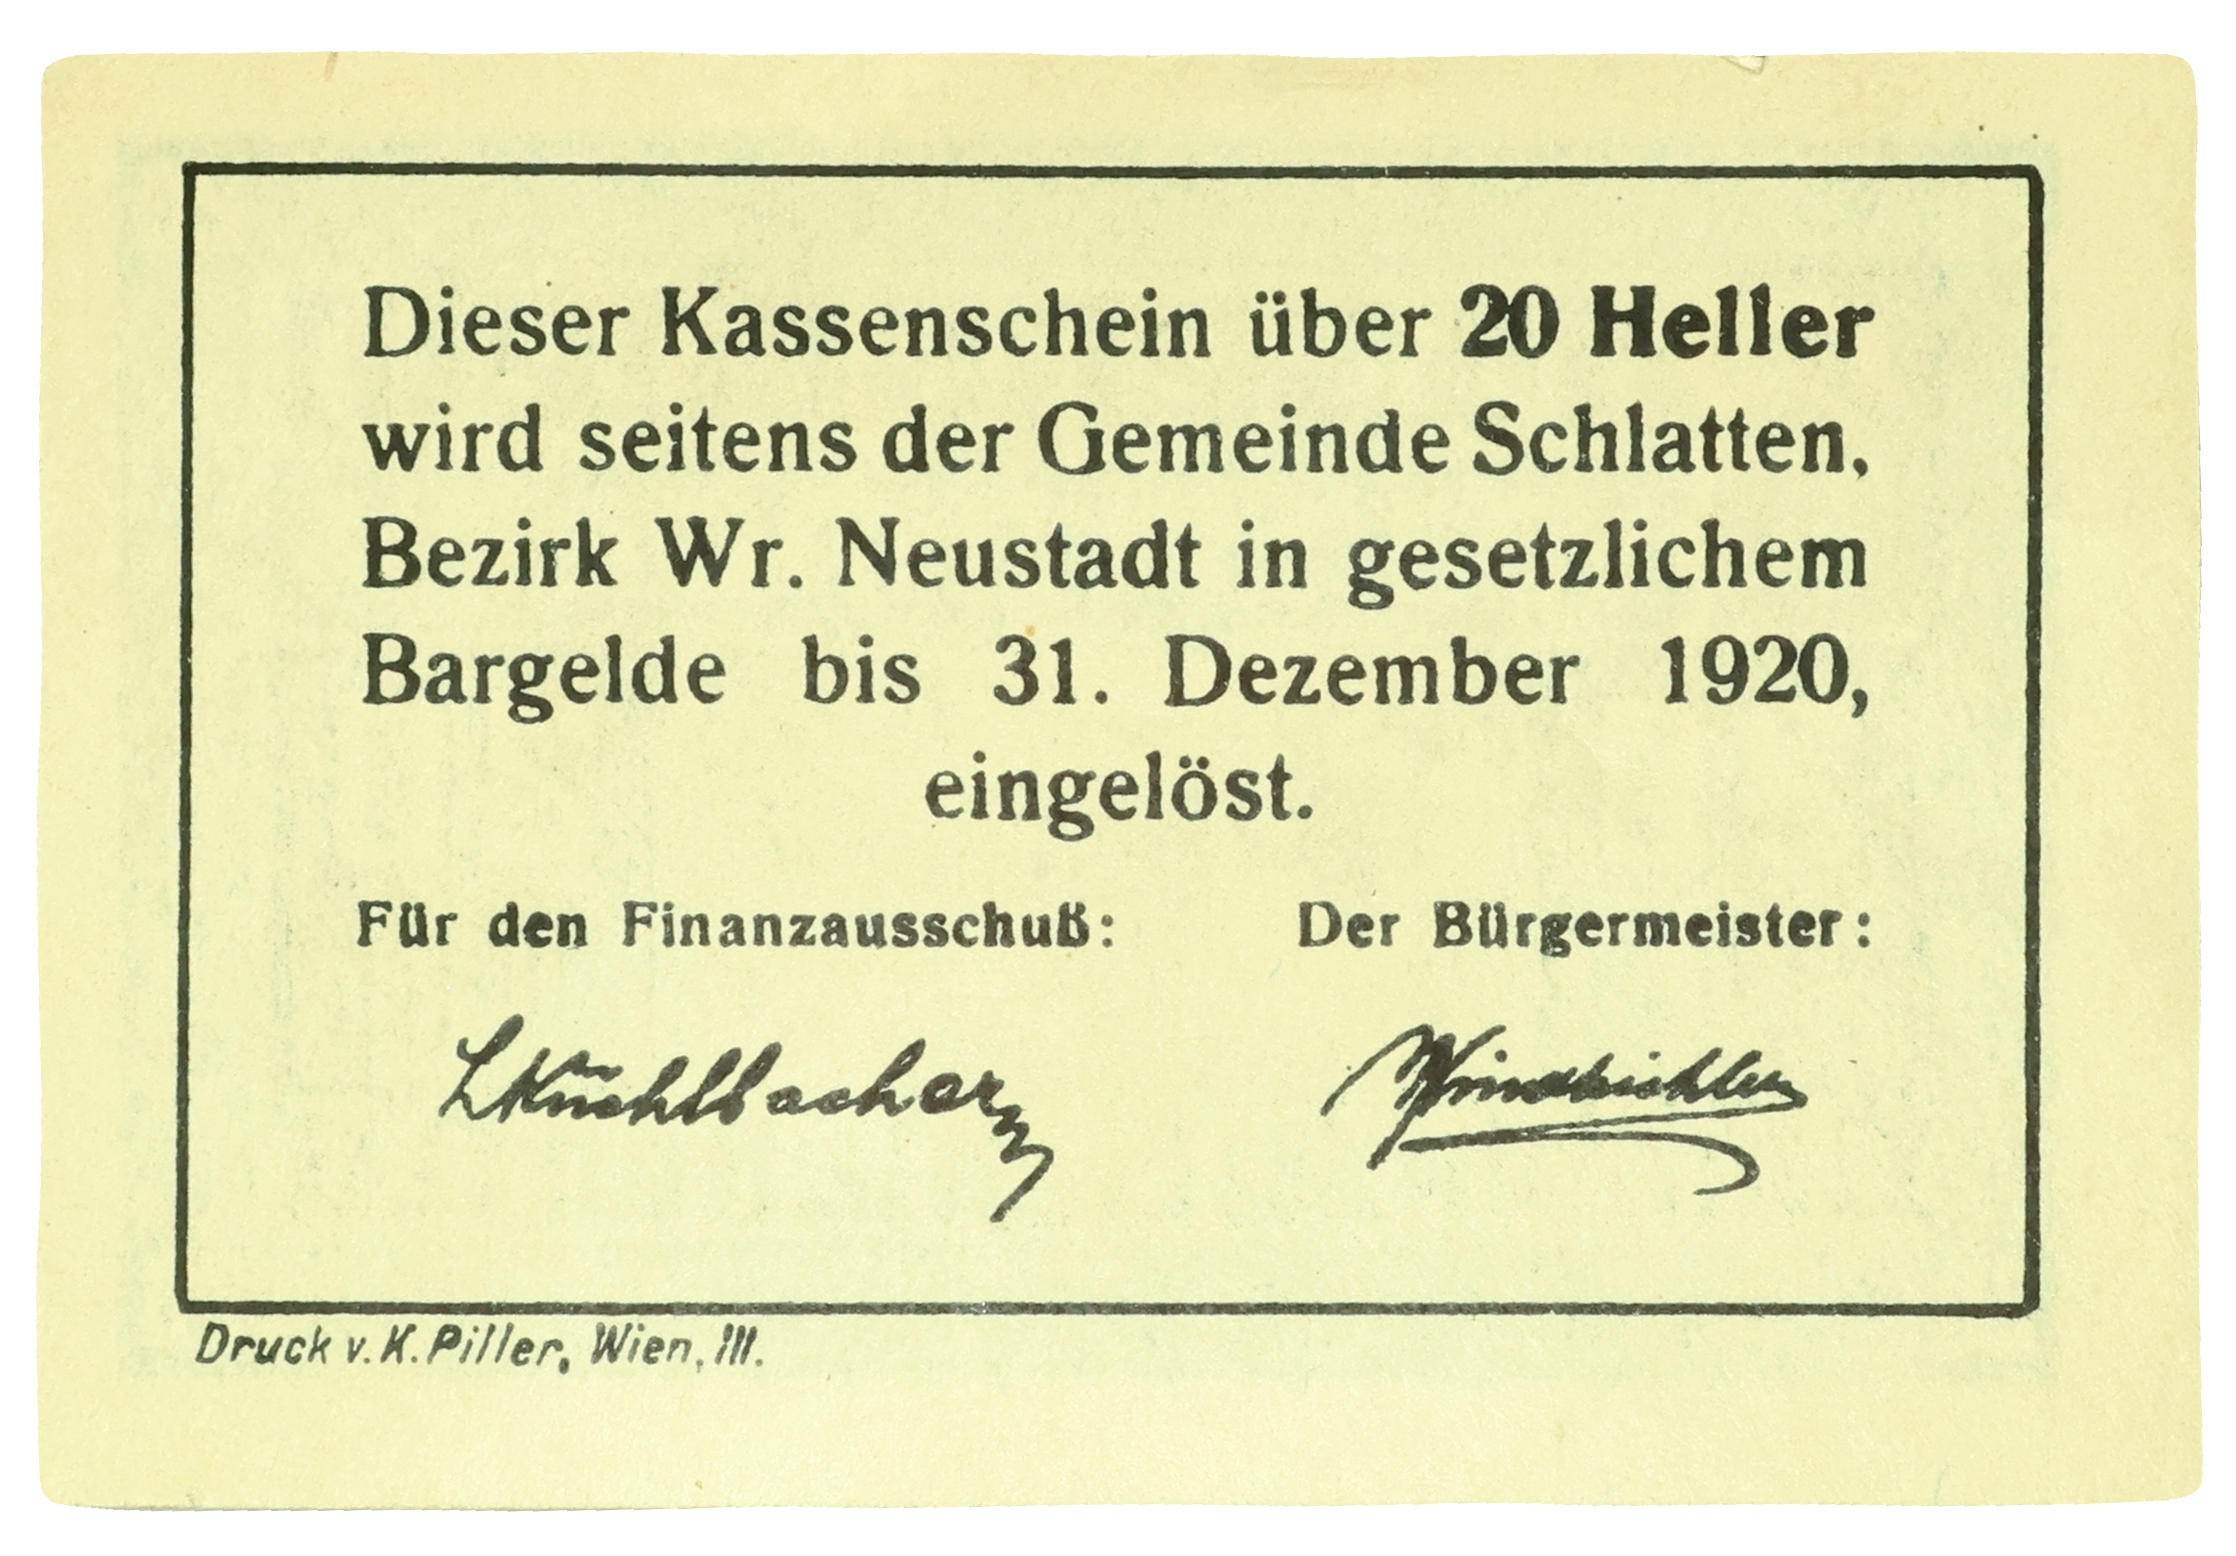 Dieser Kassenschein über 20 Heller
wird seitens der Gemeinde Schlatten,
Bezirk Wr. Neustadt in gesetzlichem
Bargelde bis 31. Dezember 1920,
eingelöst.
Für den Finanzausschuß: Der Bürgermeister:
Druck v. K. Piller, Wien, III.